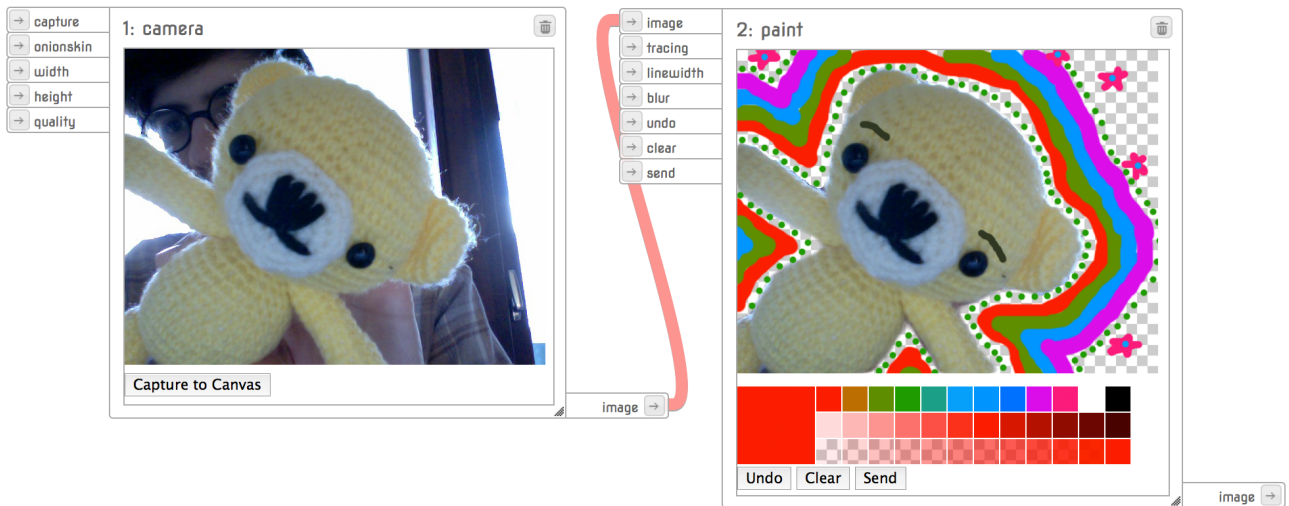 capture
onionskin
width
height
quality
1: camera
Capture to Canvas
image
image
tracing
linewidth
blur
undo
clear
send
2: paint
Undo Clear Send
image